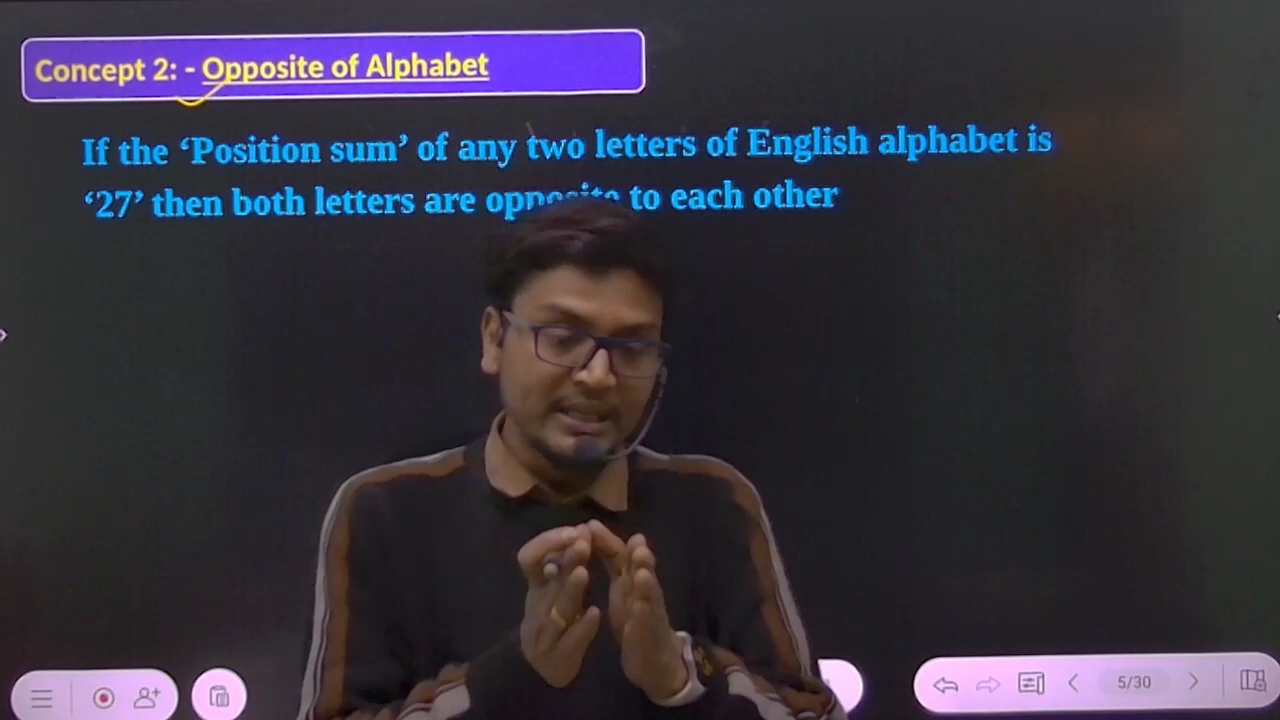 Concept 2: - Opposite of Alphabet
If the ‘Position sum’ of any two letters of English alphabet is
‘27’ then both letters are opposite to each other
5/30